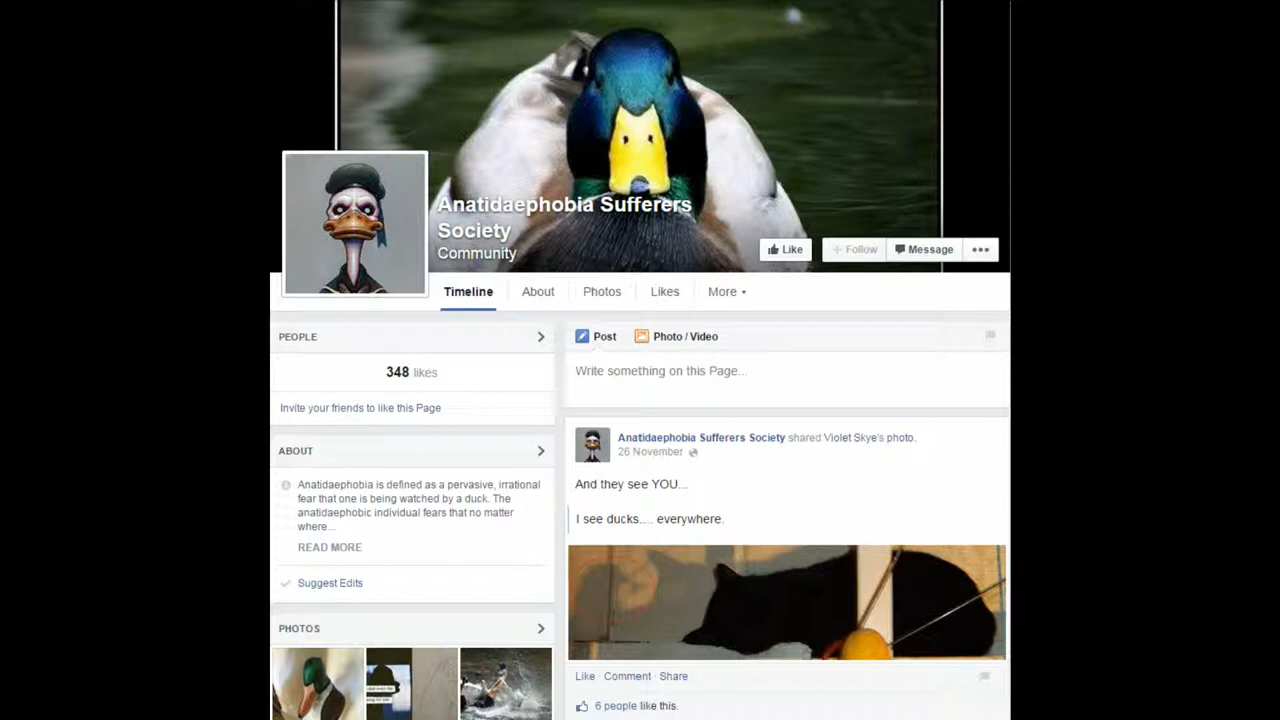 Anatidaephobia Sufferers
Society
Community
Like
+ Follow
Message
Timeline
About
Photos
Likes
More
PEOPLE
348 likes
Invite your friends to like this Page
ABOUT
Anatidaephobia is defined as a pervasive, irrational
fear that one is being watched by a duck. The
anatidaephobic individual fears that no matter
where...
READ MORE
Suggest Edits
PHOTOS
Post
Photo / Video
Write something on this Page...
Anatidaephobia Sufferers Society shared Violet Skye's photo.
26 November
And they see YOU...
I see ducks.... everywhere.
Like · Comment · Share
6 people like this.